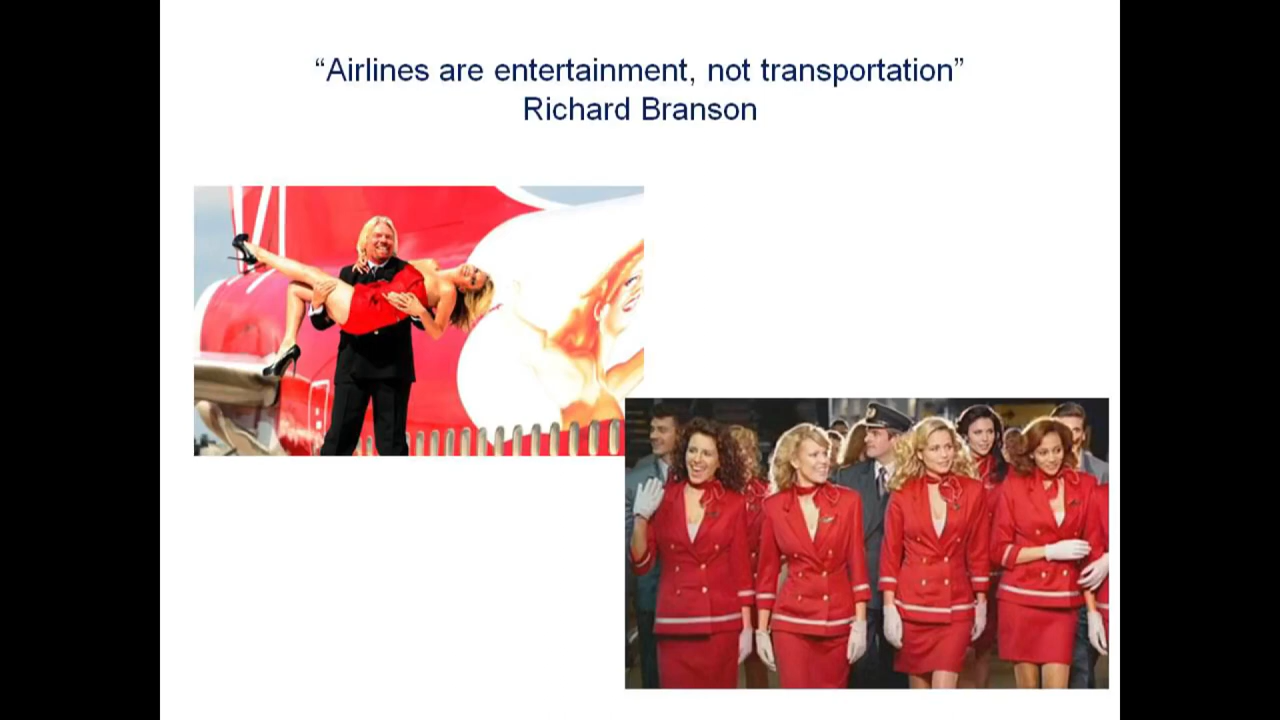 “Airlines are entertainment, not transportation”
Richard Branson